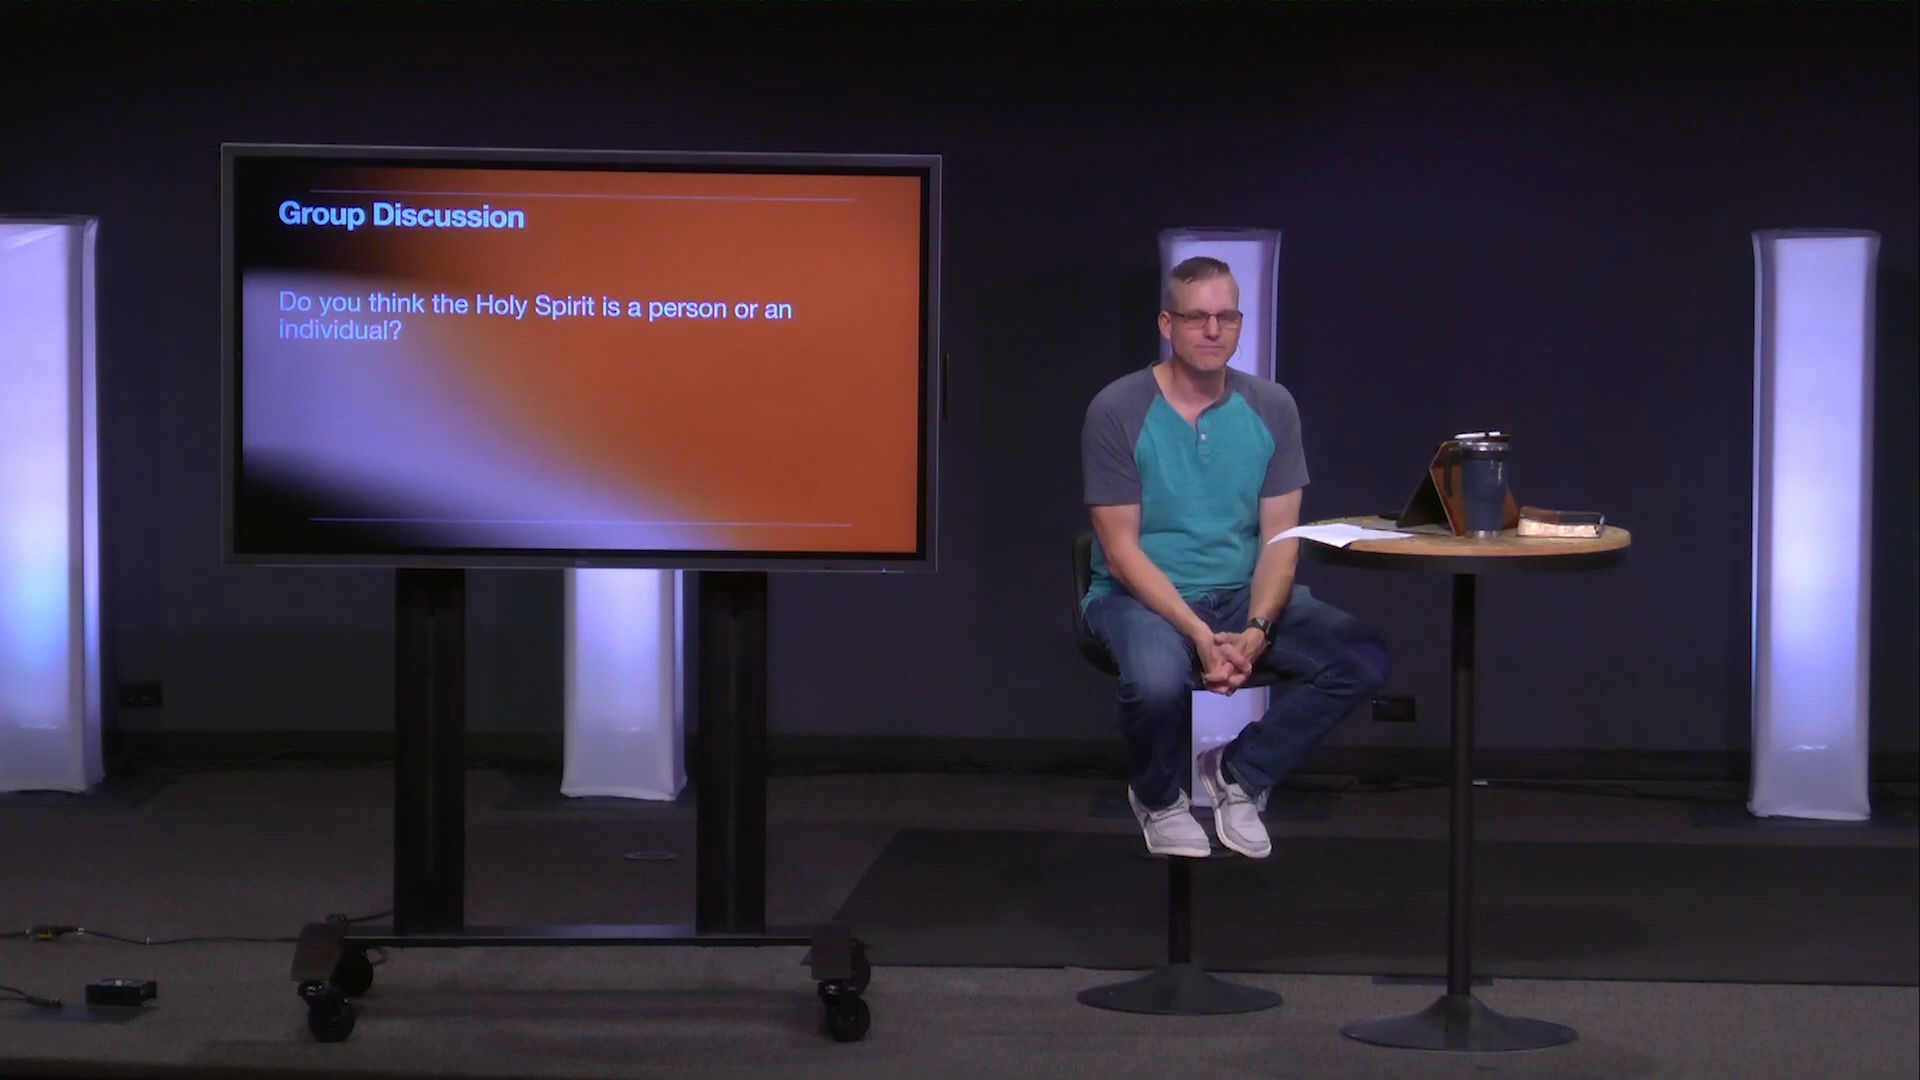 Group Discussion
Do you think the Holy Spirit is a person or an
individual?